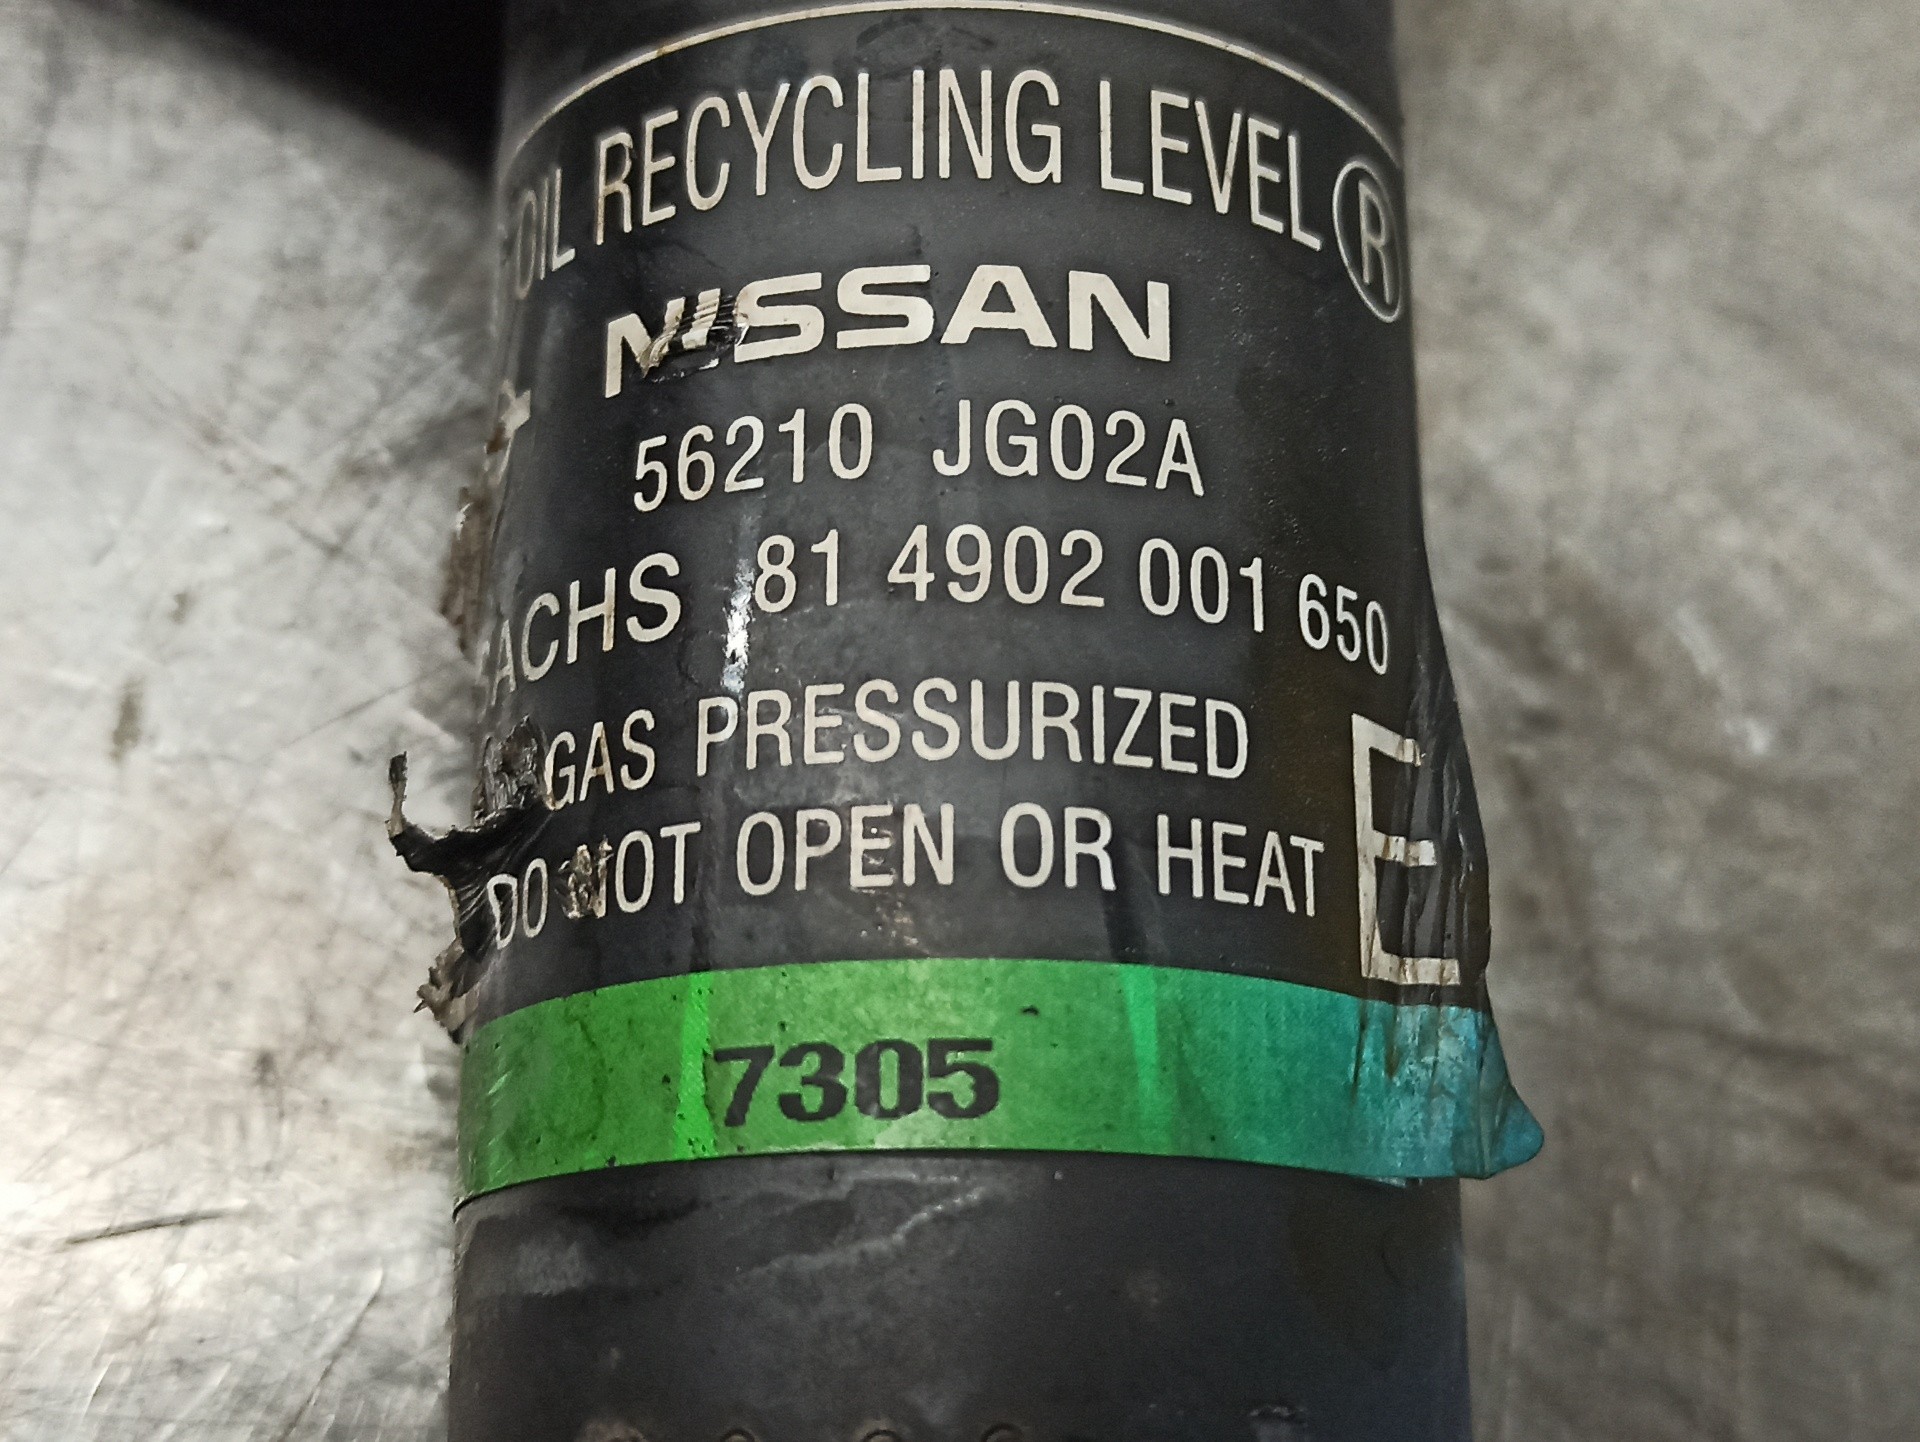 OIL RECYCLING LEVEL Ⓡ
NISSAN
56210 JG02A
SACHS 81 4902 001 650
GAS PRESSURIZED
DO NOT OPEN OR HEAT
E
7305